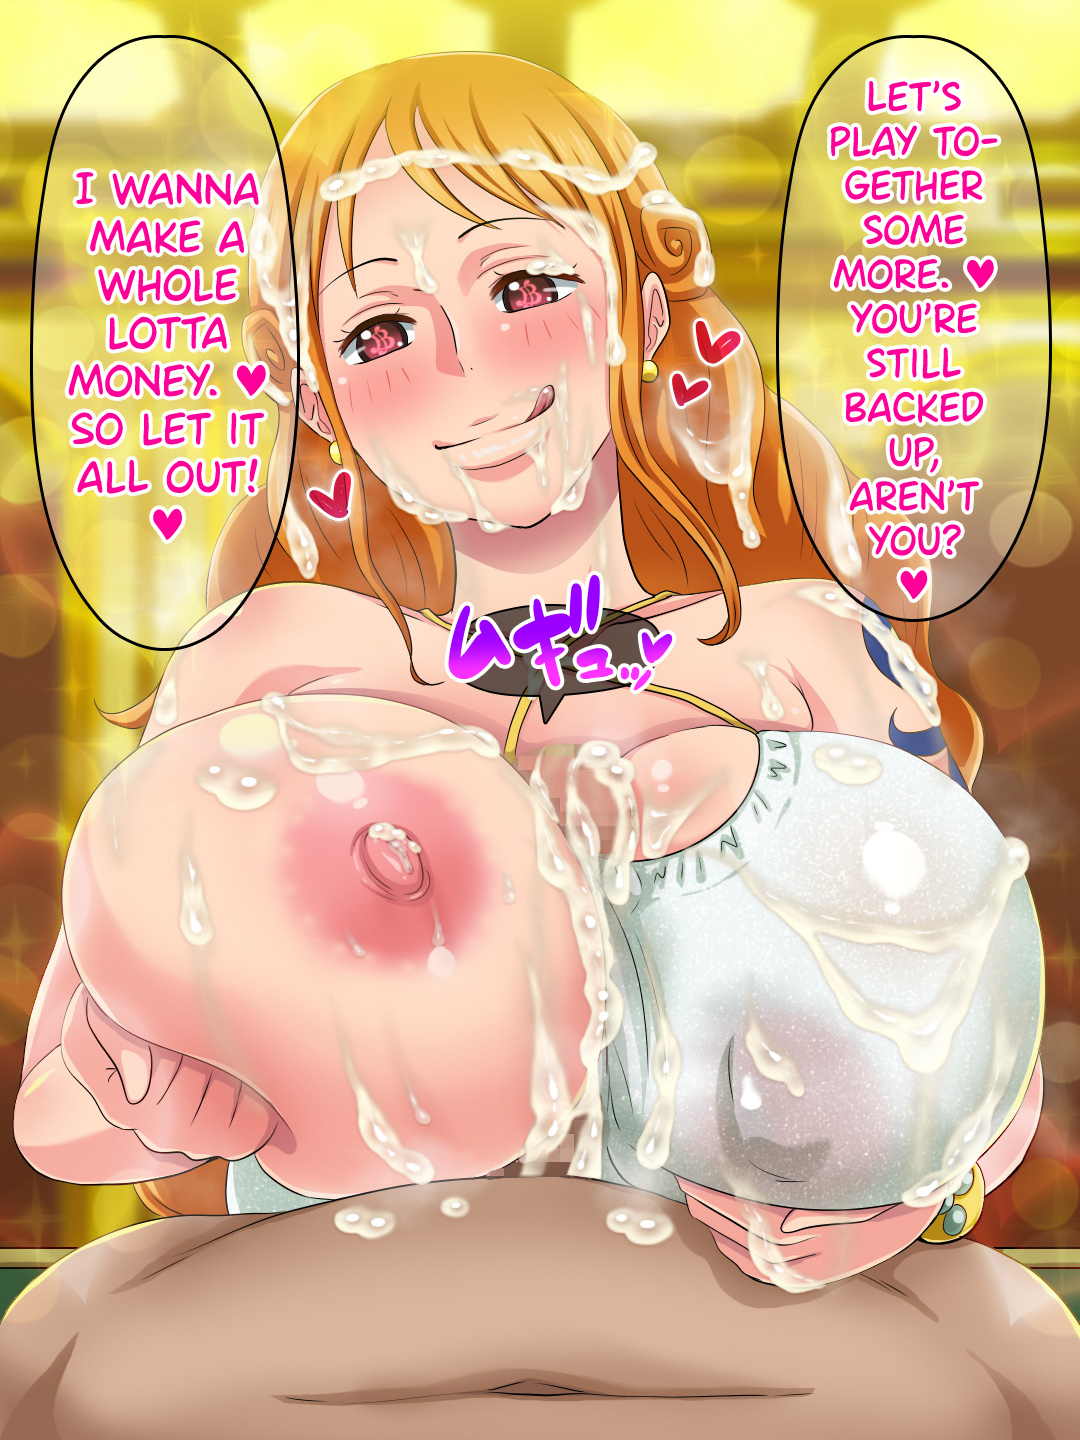 LET'S
PLAY TO-
GETHER
SOME
MORE. ♥
YOU'RE
STILL
BACKED
UP,
AREN'T
YOU?
♥
I WANNA
MAKE A
WHOLE
LOTTA
MONEY. ♥
SO LET IT
ALL OUT!
♥
ムギュッ♥